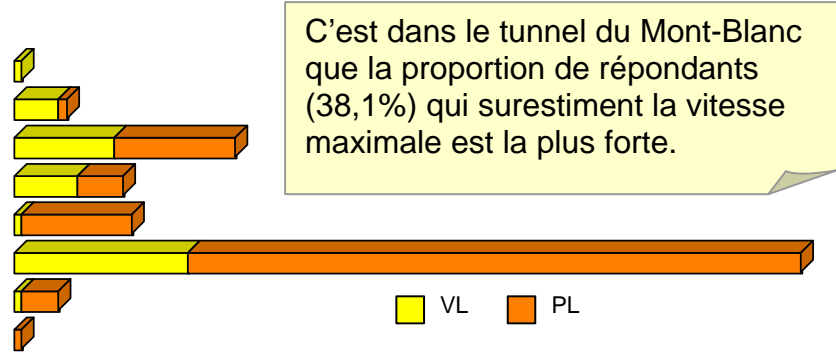 C'est dans le tunnel du Mont-Blanc
que la proportion de répondants
(38,1%) qui surestiment la vitesse
maximale est la plus forte.
VL PL